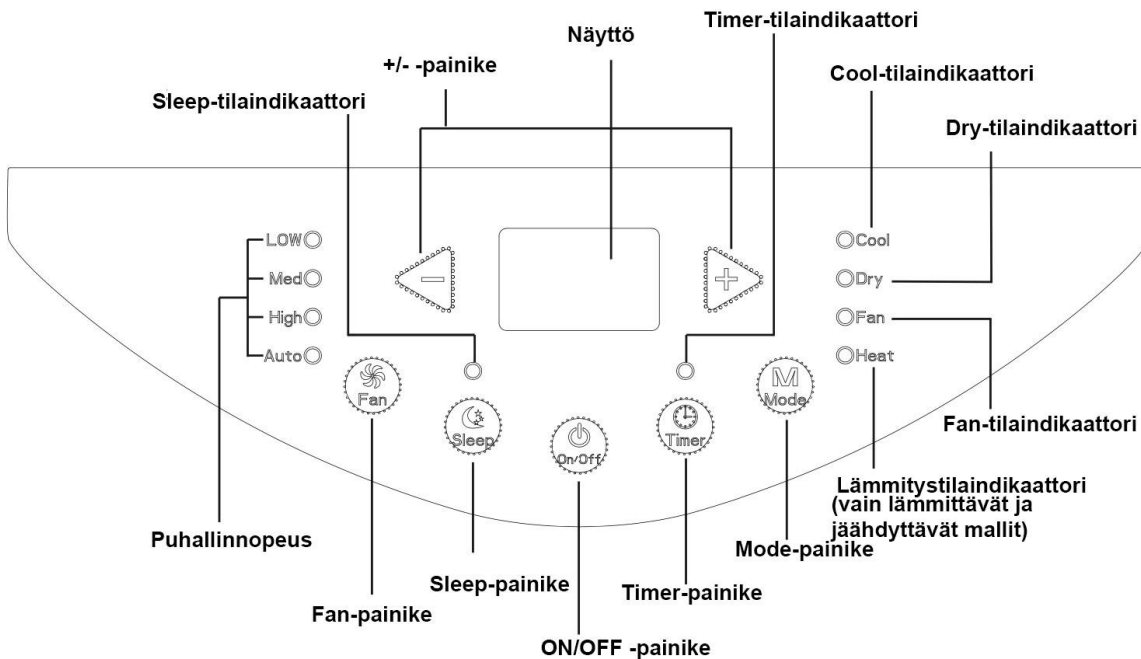 Timer-tilaindikaattori
Näyttö
+/- -painike
Cool-tilaindikaattori
Sleep-tilaindikaattori
Dry-tilaindikaattori
LOW
Cool
Med
Dry
High
Fan
Auto
Heat
Fan
Sleep
On/Off
Timer
M
Mode
Fan-tilaindikaattori
Lämmitystilaindikaattori
(vain lämmittävät ja
jäähdyttävät mallit)
Puhallinnopeus
Mode-painike
Sleep-painike
Timer-painike
Fan-painike
ON/OFF -painike